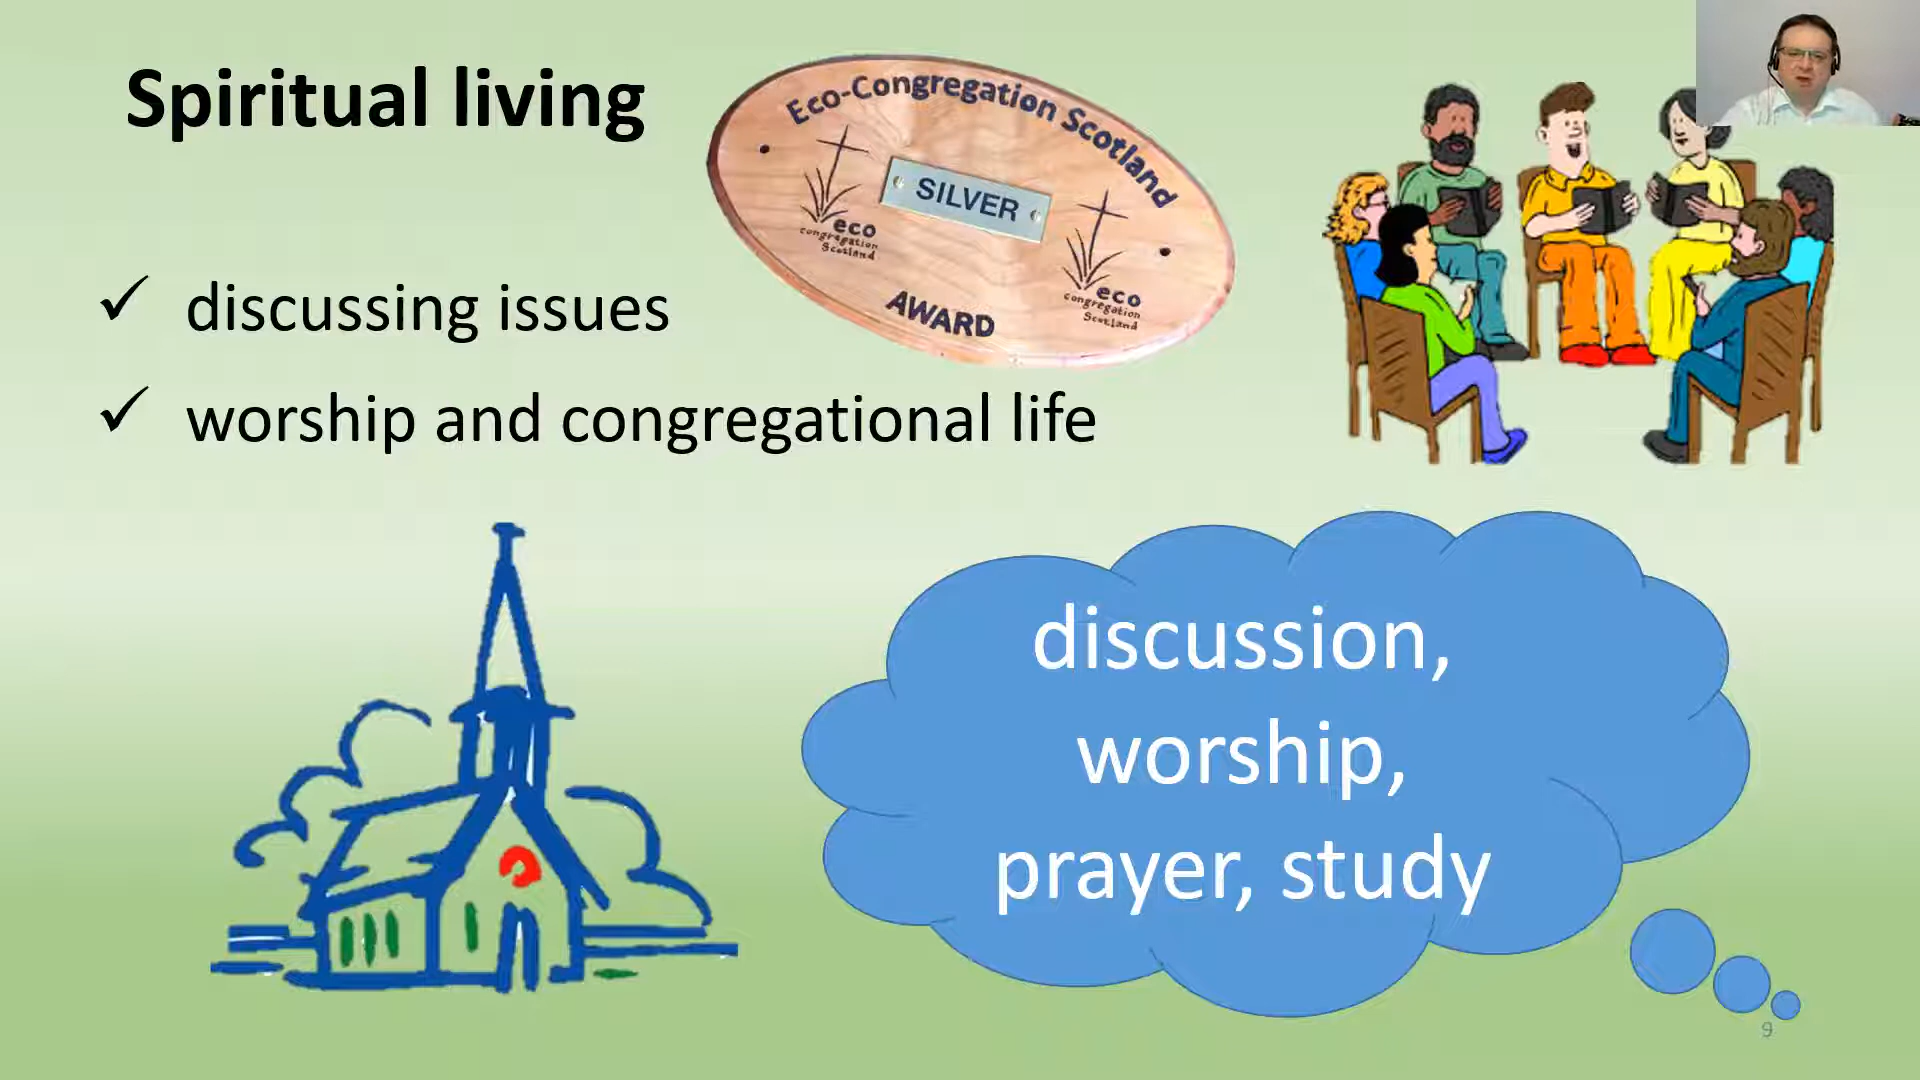 Spiritual living
Eco-Congregation Scotland
SILVER
eco
congregation
Scotland
eco
congregation
Scotland
AWARD
✓ discussing issues
✓ worship and congregational life
discussion,
worship,
prayer, study
9